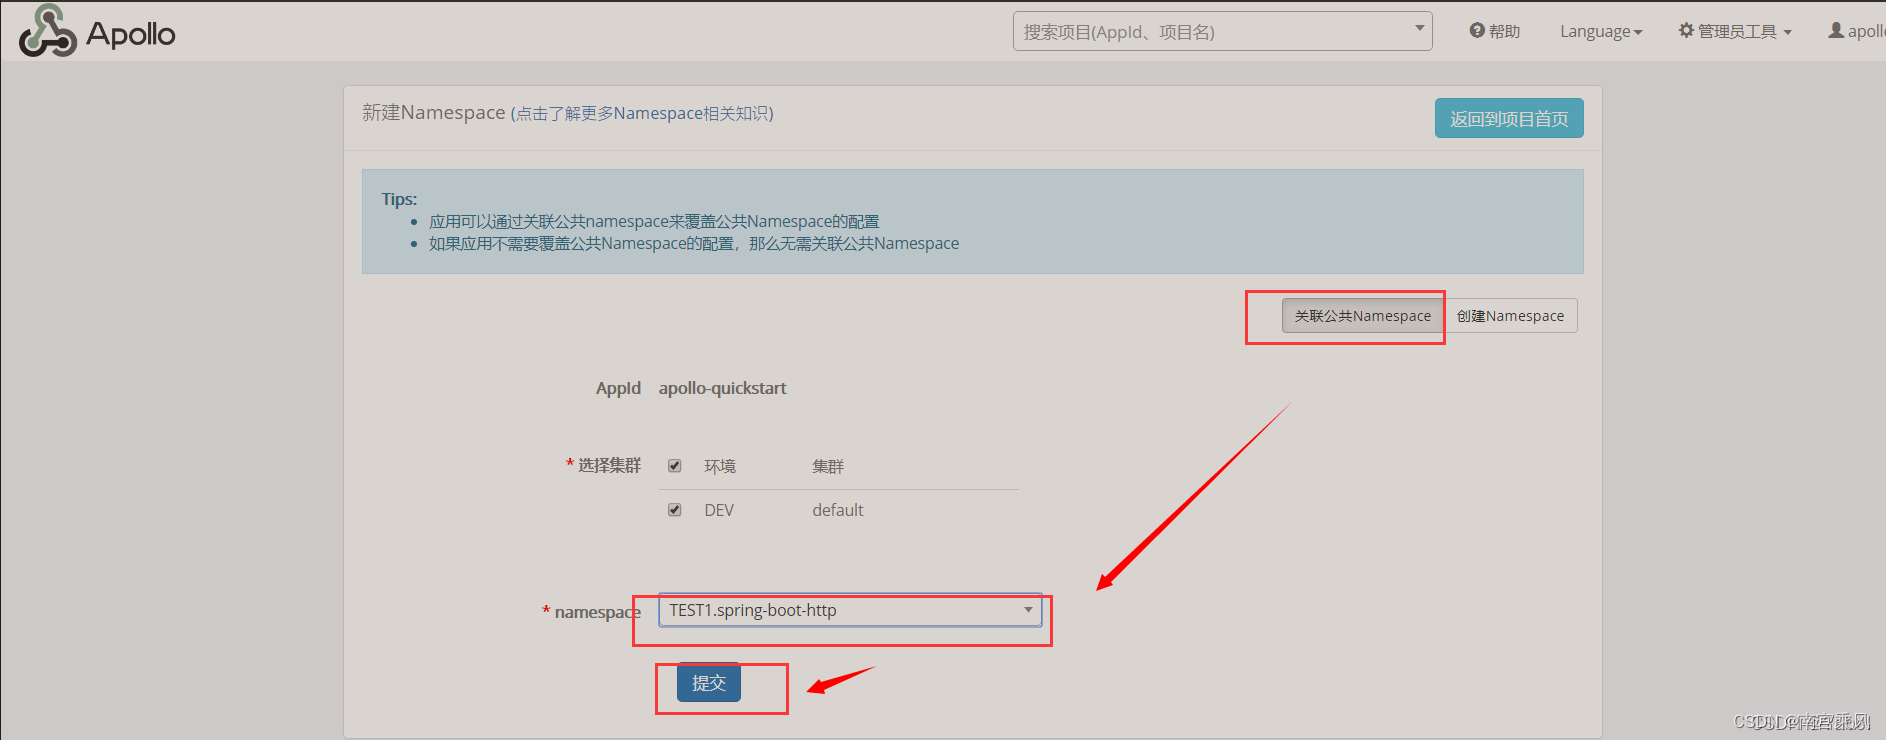 Apollo
搜索项目(AppId、项目名)
帮助
Language
管理员工具
apoll
新建Namespace (点击了解更多Namespace相关知识)
返回到项目首页
Tips:
应用可以通过关联公共namespace来覆盖公共Namespace的配置
如果应用不需要覆盖公共Namespace的配置，那么无需关联公共Namespace
关联公共Namespace
创建Namespace
AppId apollo-quickstart
* 选择集群 环境 集群
DEV default
* namespace TEST1.spring-boot-http
提交
CSDN @南宫乘风